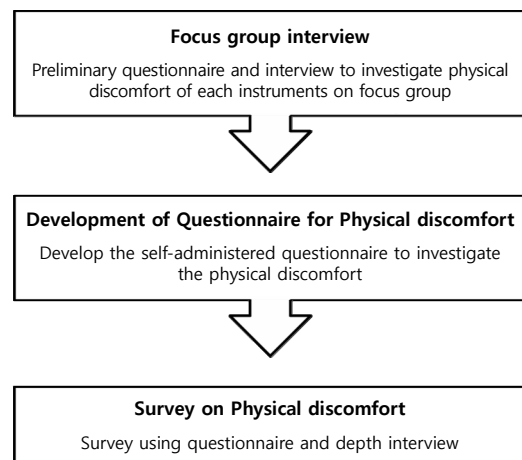 Focus group interview
Preliminary questionnaire and interview to investigate physical
discomfort of each instruments on focus group
Development of Questionnaire for Physical discomfort
Develop the self-administered questionnaire to investigate
the physical discomfort
Survey on Physical discomfort
Survey using questionnaire and depth interview